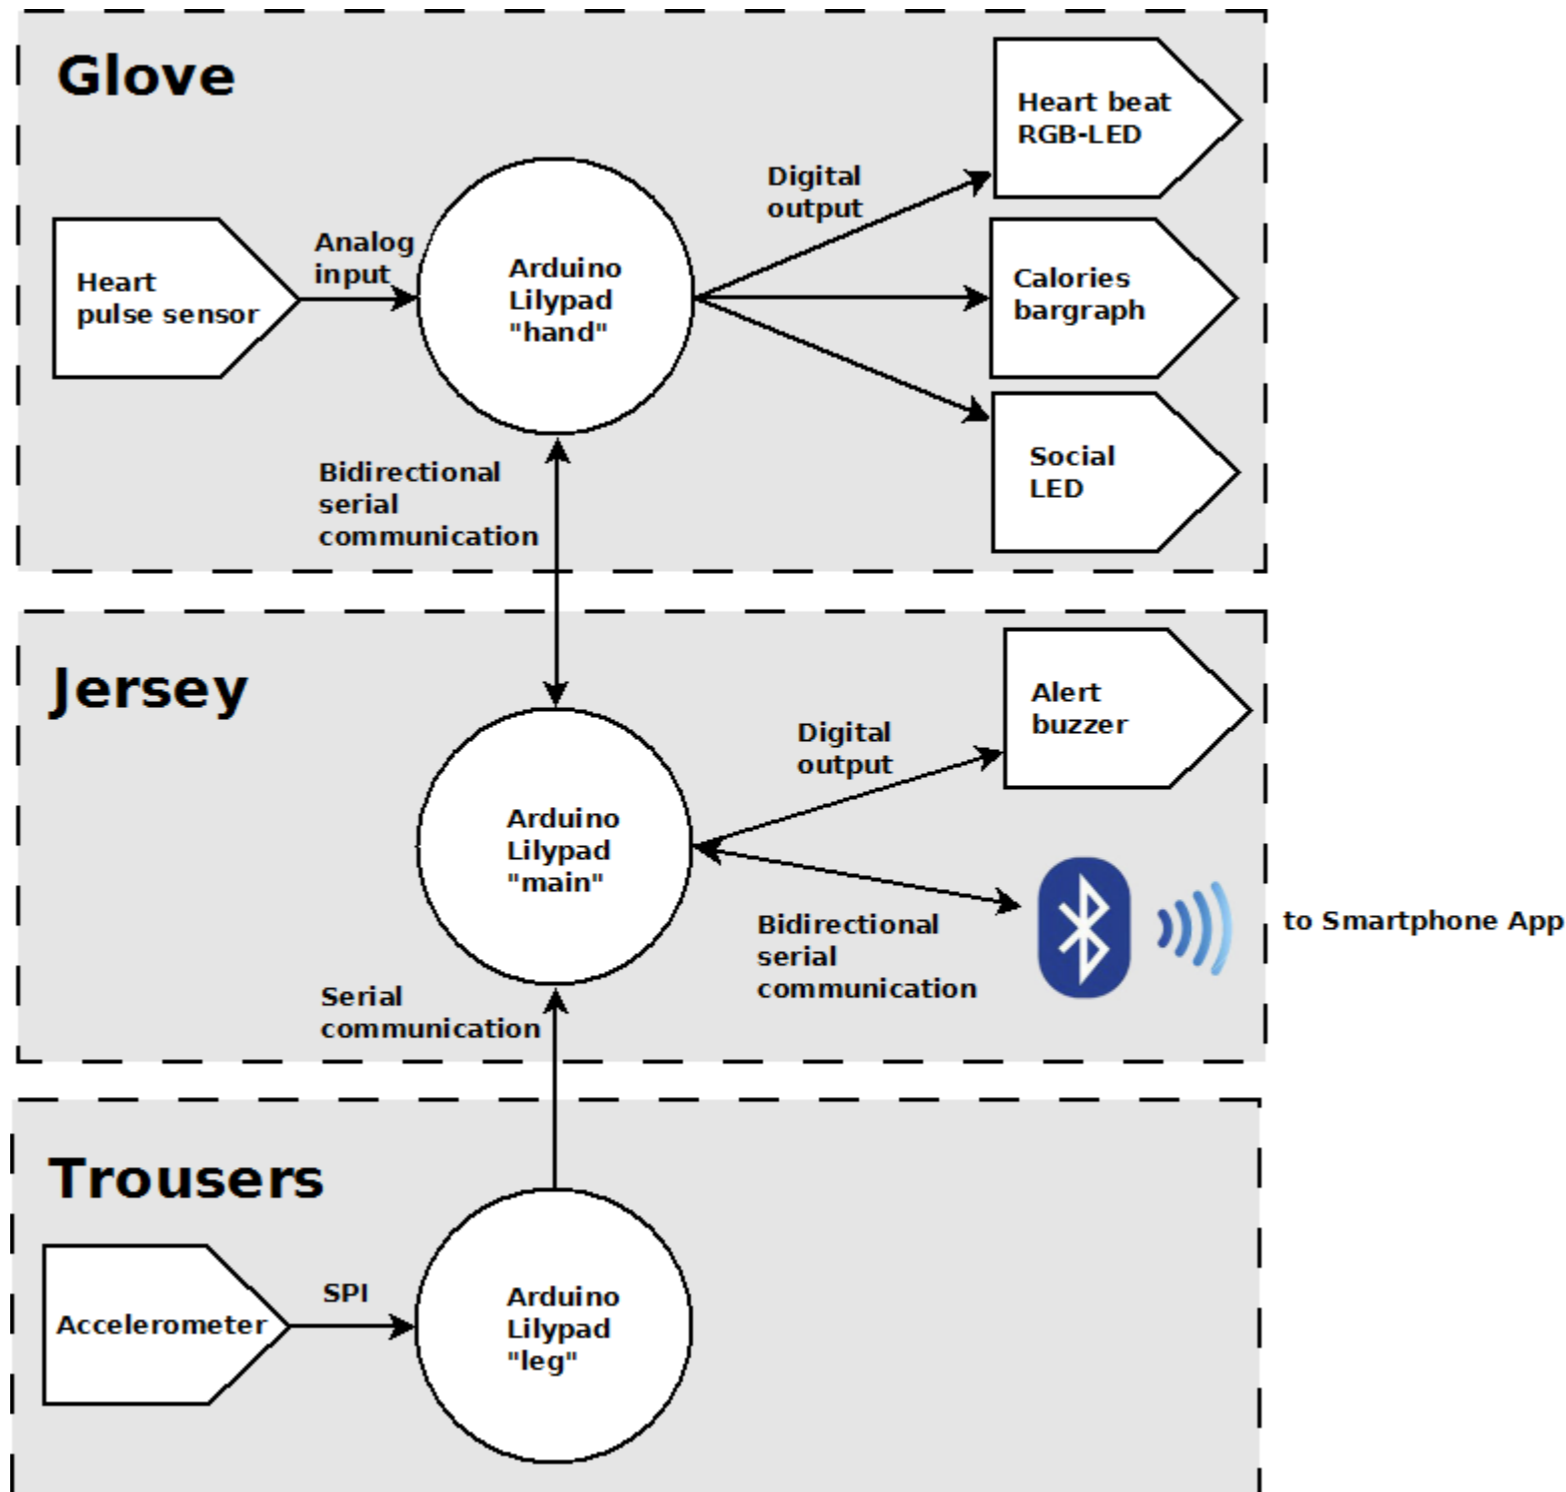 Glove
Heart beat
RGB-LED
Digital
output
Analog
input
Heart
pulse sensor
Arduino
Lilypad
"hand"
Calories
bargraph
Social
LED
Bidirectional
serial
communication
Jersey
Alert
buzzer
Digital
output
Arduino
Lilypad
"main"
Bidirectional
serial
communication
to Smartphone App
Serial
communication
Trousers
Accelerometer
SPI
Arduino
Lilypad
"leg"